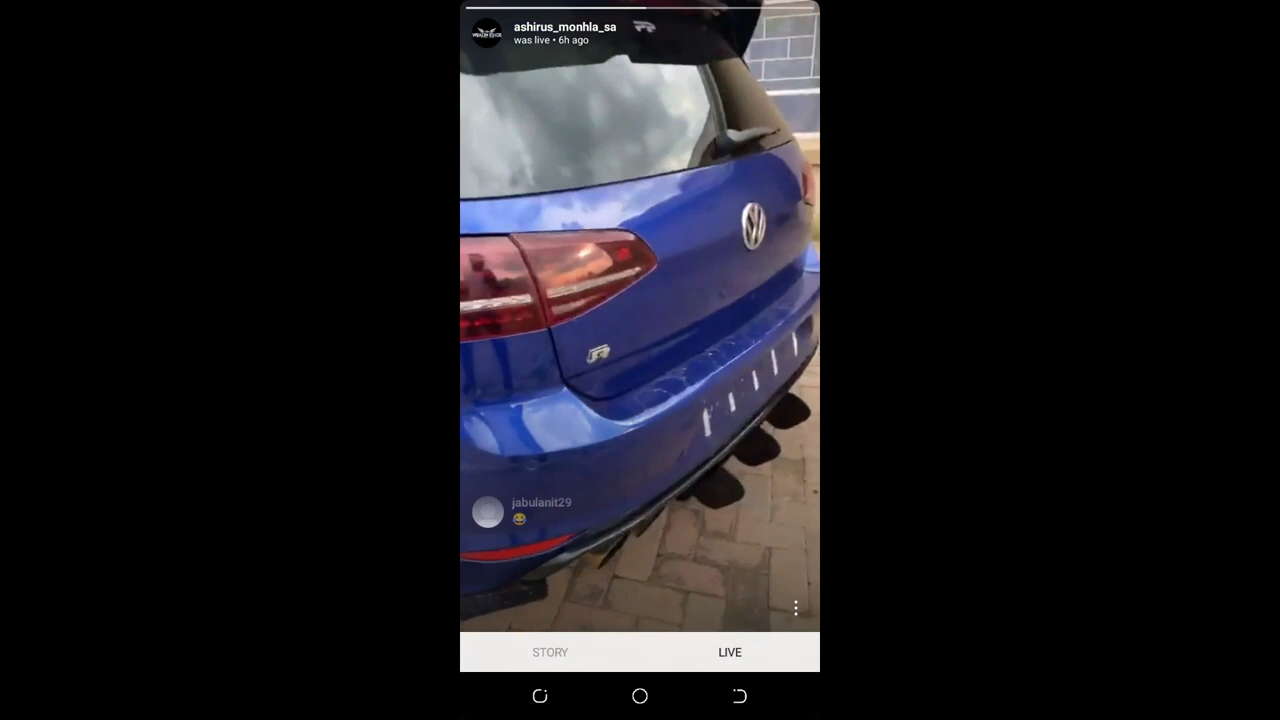 ashirus_monhla_sa
was live • 6h ago
R
jabulanit29
😂
STORY LIVE